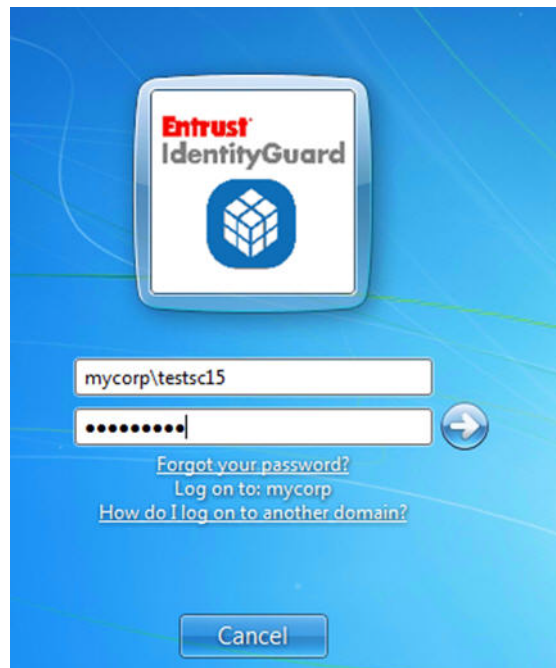 Entrust
IdentityGuard
mycorp\testsc15
●●●●●●●●●
Forgot your password?
Log on to: mycorp
How do I log on to another domain?
Cancel